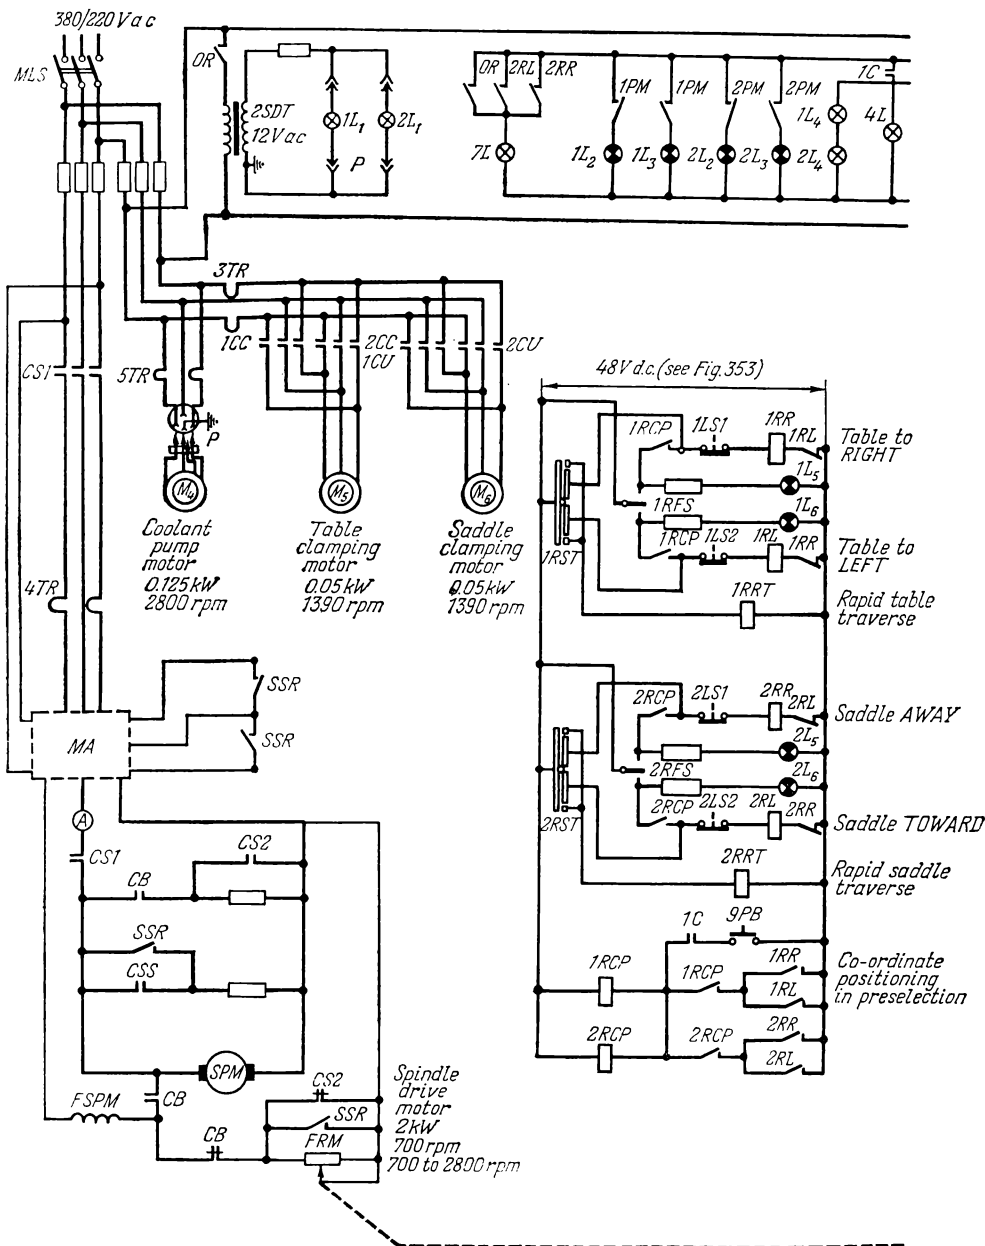 380/220 V a c
MLS
OR
2SDT
12V ac
1L1
2L1
P
OR
2RL
2RR
7L
1PM
1PM
2PM
2PM
1L2
1L3
2L2
2L3
1C
1L4
4L
2L4
3TR
1CC
2CC
1CU
2CU
CS1
5TR
P
M4
M5
M6
Coolant
pump
motor
0.125 kW
2800 rpm
Table
clamping
motor
0.05 kW
1390 rpm
Saddle
clamping
motor
0.05 kW
1390 rpm
4TR
MA
SSR
SSR
A
CS1
CS2
CB
SSR
CSS
SPM
FSPM
CB
CB
CS2
SSR
FRM
Spindle
drive
motor
2kW
700 rpm
700 to 2800 rpm
48V d.c. (see Fig. 353)
1RCP
1LS1
1RR
1RL
Table to
RIGHT
1L5
1RFS
1L6
1RST
1RCP
1LS2
1RL
1RR
Table to
LEFT
1RRT
Rapid table
traverse
2RCP
2LS1
2RR
2RL
Saddle AWAY
2L5
2RFS
2L6
2RST
2RCP
2LS2
2RL
2RR
Saddle TOWARD
2RRT
Rapid saddle
traverse
1C
9PB
1RCP
1RCP
1RR
1RL
Co-ordinate
positioning
in preselection
2RCP
2RCP
2RR
2RL